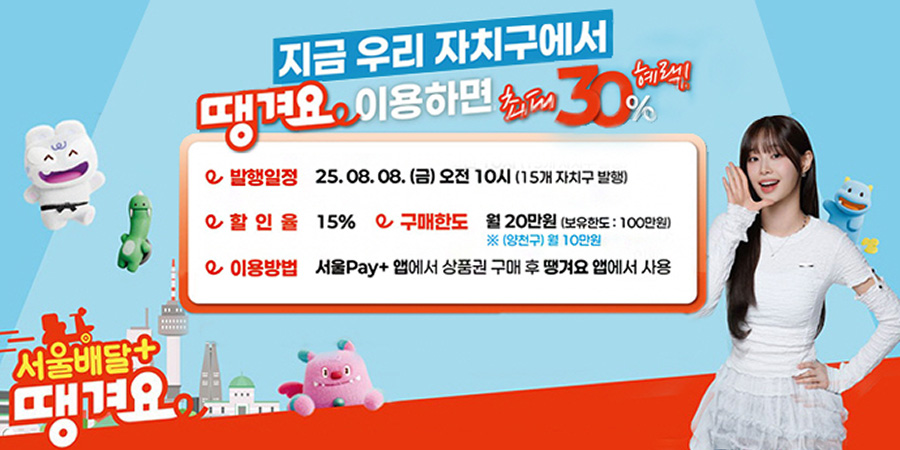 지금 우리 자치구에서
땡겨요 이용하면 최대 30% 혜택!
발행일정 25. 08. 08. (금) 오전 10시 (15개 자치구 발행)
할인율 15% 구매한도 월 20만원 (보유한도 : 100만원)
※ (양천구) 월 10만원
이용방법 서울Pay+ 앱에서 상품권 구매 후 땡겨요 앱에서 사용
서울배달+
땡겨요